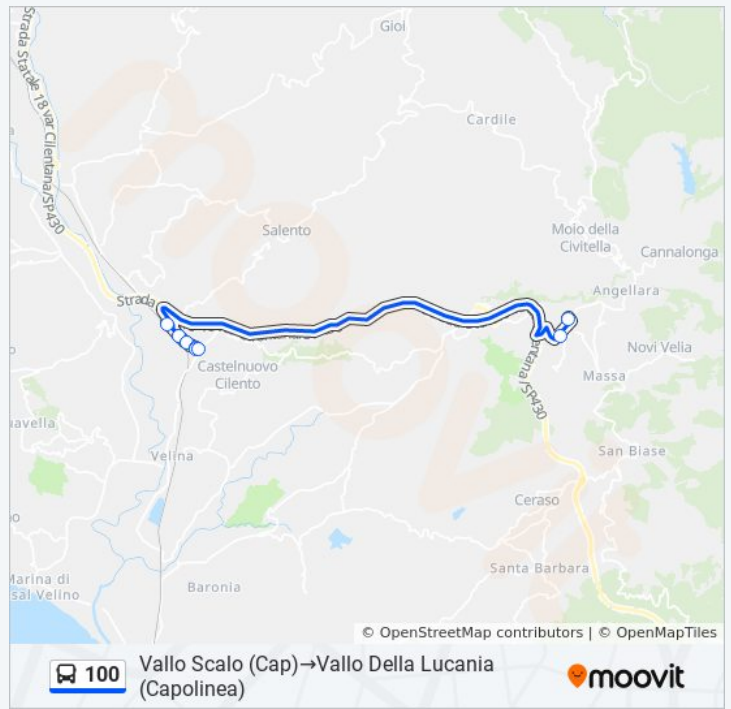 Gioi
Strada Statale 18 var Cilentana/SP430
Cardile
Salento
Moio della
Civitella
Cannalonga
Angellara
Strada
Novi Velia
Castelnuovo
Cilento
Massa
entana /SP430
avella
San Biase
Velina
Ceraso
Santa Barbara
Marina di
sal Velino
Baronia
© OpenStreetMap contributors | © OpenMapTiles
100
Vallo Scalo (Cap)→Vallo Della Lucania
(Capolinea)
moovit